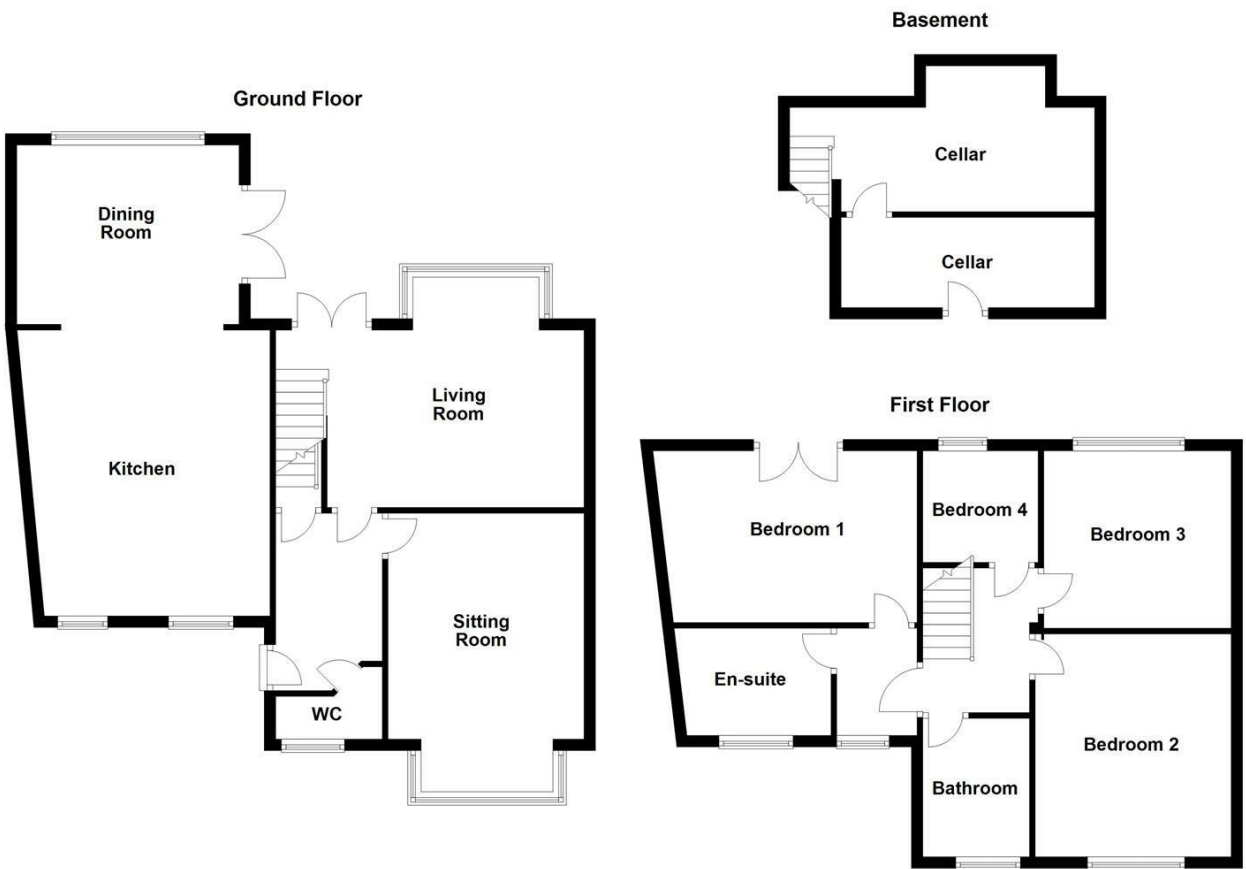 Ground Floor
Dining
Room
Kitchen
Living
Room
Sitting
Room
WC
Basement
Cellar
Cellar
First Floor
Bedroom 1
Bedroom 4
Bedroom 3
En-suite
Bedroom 2
Bathroom